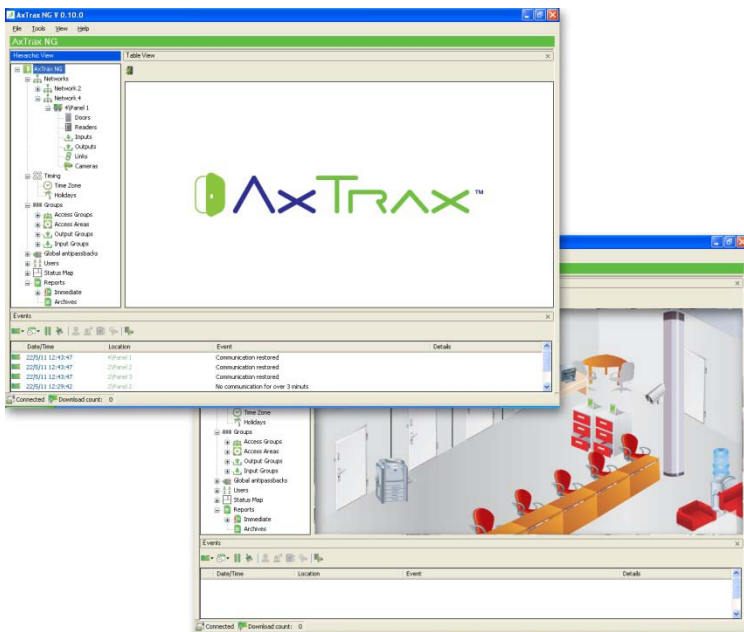 AxTrax NG V 0.10.0
File Tools View Help
AxTrax NG
Hierarchic View
Table View
AxTrax NG
Networks
Network 2
Network 4
4\Panel 1
Doors
Readers
Inputs
Outputs
Links
Cameras
Timing
Time Zone
Holidays
Groups
Access Groups
Access Areas
Output Groups
Input Groups
Global antipassbacks
Users
Status Map
Reports
Immediate
Archives
AxTrax™
Events
Date/Time Location Event Details
22/5/11 12:43:47 4\Panel 1 Communication restored
22/5/11 12:43:47 2\Panel 2 Communication restored
22/5/11 12:43:47 2\Panel 3 Communication restored
22/5/11 12:29:42 2\Panel 2 No communication for over 3 minuts
Connected Download count: 0
Time Zone
Holidays
Groups
Access Groups
Access Areas
Output Groups
Input Groups
Global antipassbacks
Users
Status Map
Reports
Immediate
Archives
Events
Date/Time Location Event Details
Connected Download count: 0